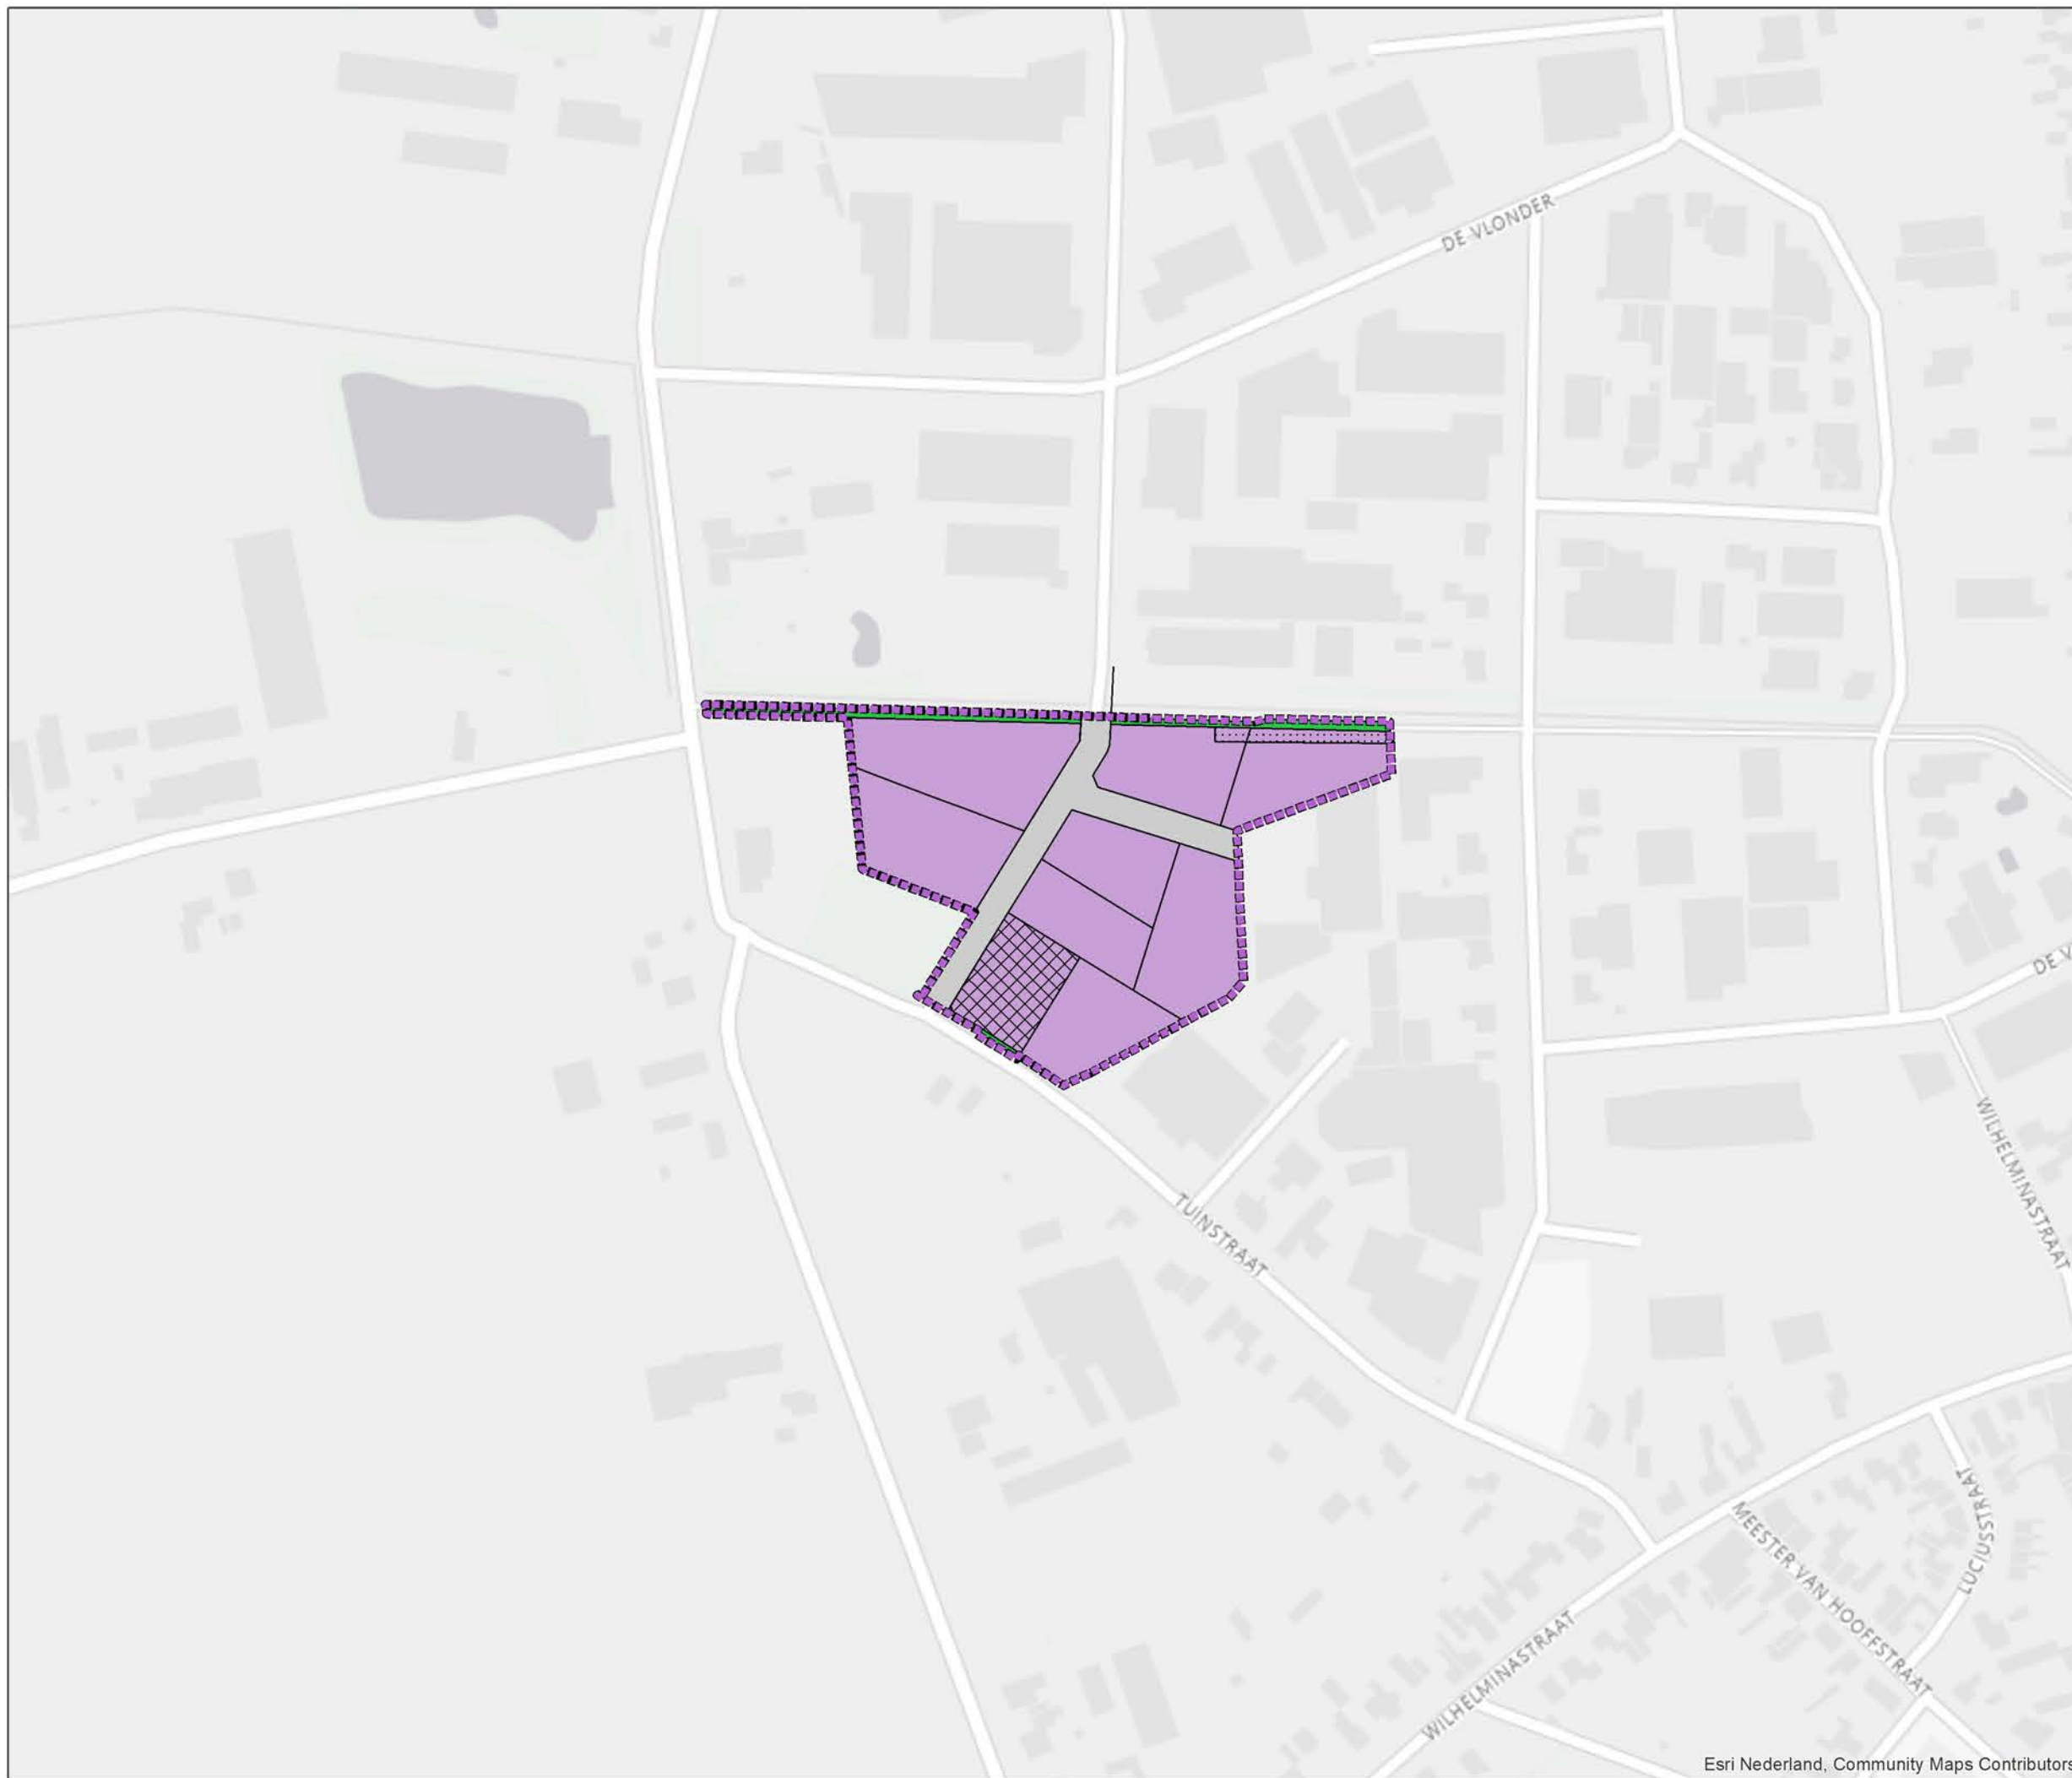 DE VLONDER
DE V
WILHELMINASTRAAT
TUINSTRAAT
LUCIUSSTRAAT
MEESTER VAN HOOFFSTRAAT
WILHELMINASTRAAT
Esri Nederland, Community Maps Contributors